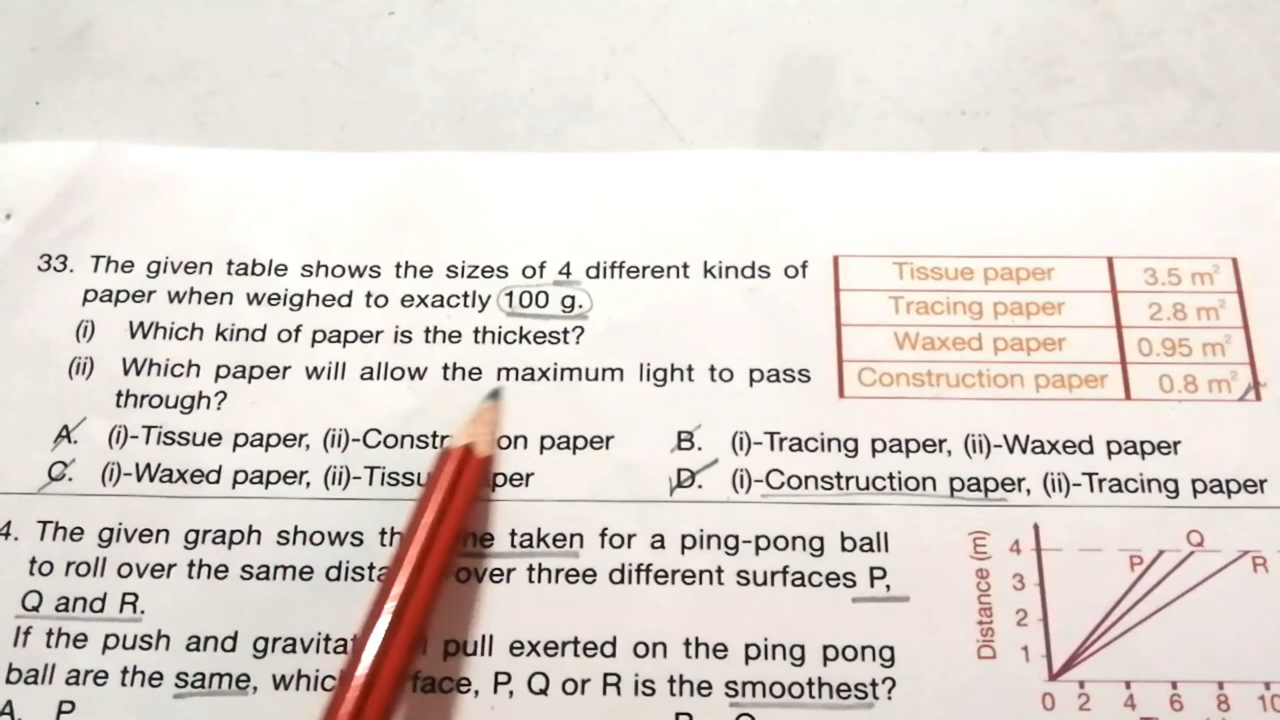 33. The given table shows the sizes of 4 different kinds of
paper when weighed to exactly 100 g.
(i) Which kind of paper is the thickest?
(ii) Which paper will allow the maximum light to pass
through?
Tissue paper 3.5 m²
Tracing paper 2.8 m²
Waxed paper 0.95 m²
Construction paper 0.8 m²
A. (i)-Tissue paper, (ii)-Constr on paper
B. (i)-Tracing paper, (ii)-Waxed paper
C. (i)-Waxed paper, (ii)-Tissu per
D. (i)-Construction paper, (ii)-Tracing paper
4. The given graph shows th taken for a ping-pong ball
to roll over the same dista over three different surfaces P,
Q and R.
If the push and gravitat pull exerted on the ping pong
ball are the same, whic face, P, Q or R is the smoothest?
A. P
Distance (m)
4
3
2
1
P
Q
R
0 2 4 6 8 10